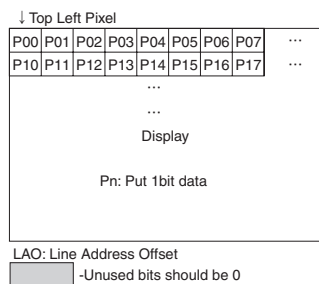 ↓Top Left Pixel
P00 P01 P02 P03 P04 P05 P06 P07 ...
P10 P11 P12 P13 P14 P15 P16 P17 ...
...
...
Display
Pn: Put 1bit data
LAO: Line Address Offset
-Unused bits should be 0